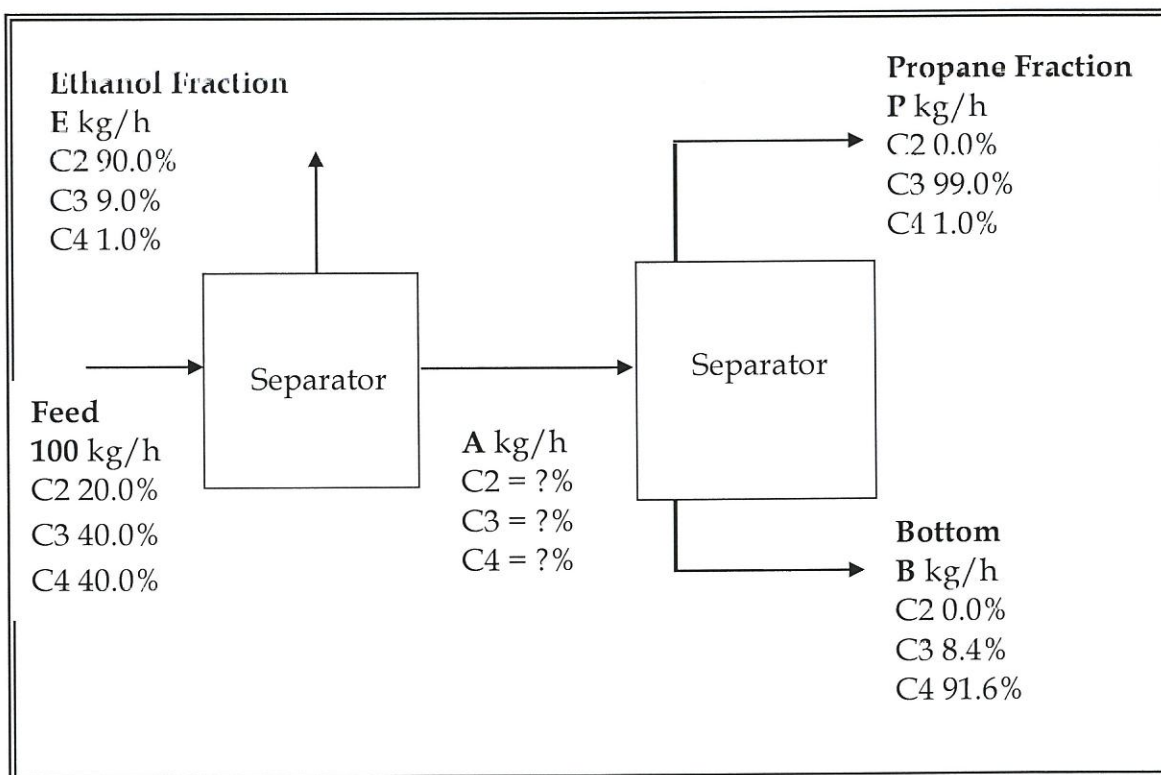 Ethanol Fraction
E kg/h
C2 90.0%
C3 9.0%
C4 1.0%
Propane Fraction
P kg/h
C2 0.0%
C3 99.0%
C4 1.0%
Separator
Separator
Feed
100 kg/h
C2 20.0%
C3 40.0%
C4 40.0%
A kg/h
C2 = ?%
C3 = ?%
C4 = ?%
Bottom
B kg/h
C2 0.0%
C3 8.4%
C4 91.6%